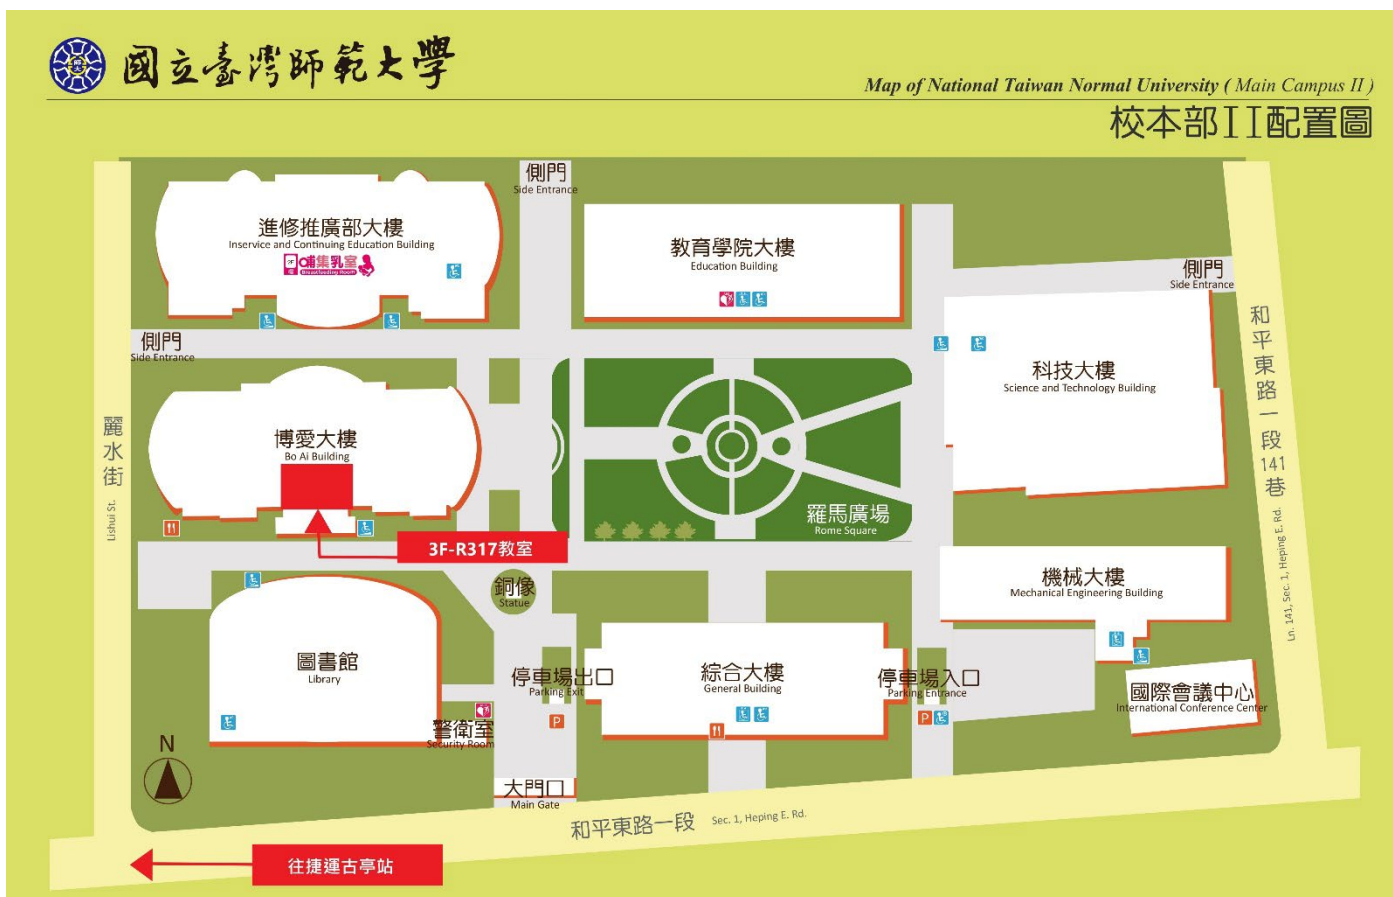 國立臺灣師範大學
Map of National Taiwan Normal University ( Main Campus II )
校本部II配置圖
側門
Side Entrance
進修推廣部大樓
Inservice and Continuing Education Building
哺集乳室
Breastfeeding Room
教育學院大樓
Education Building
側門
Side Entrance
側門
Side Entrance
科技大樓
Science and Technology Building
和平東路一段141巷
Ln. 141, Sec. 1, Heping E. Rd.
麗水街
Lishui St.
博愛大樓
Bo Ai Building
羅馬廣場
Rome Square
3F-R317教室
銅像
Statue
機械大樓
Mechanical Engineering Building
圖書館
Library
停車場出口
Parking Exit
P
綜合大樓
General Building
停車場入口
Parking Entrance
P
國際會議中心
International Conference Center
警衛室
Security Room
N
大門口
Main Gate
和平東路一段 Sec. 1, Heping E. Rd.
往捷運古亭站